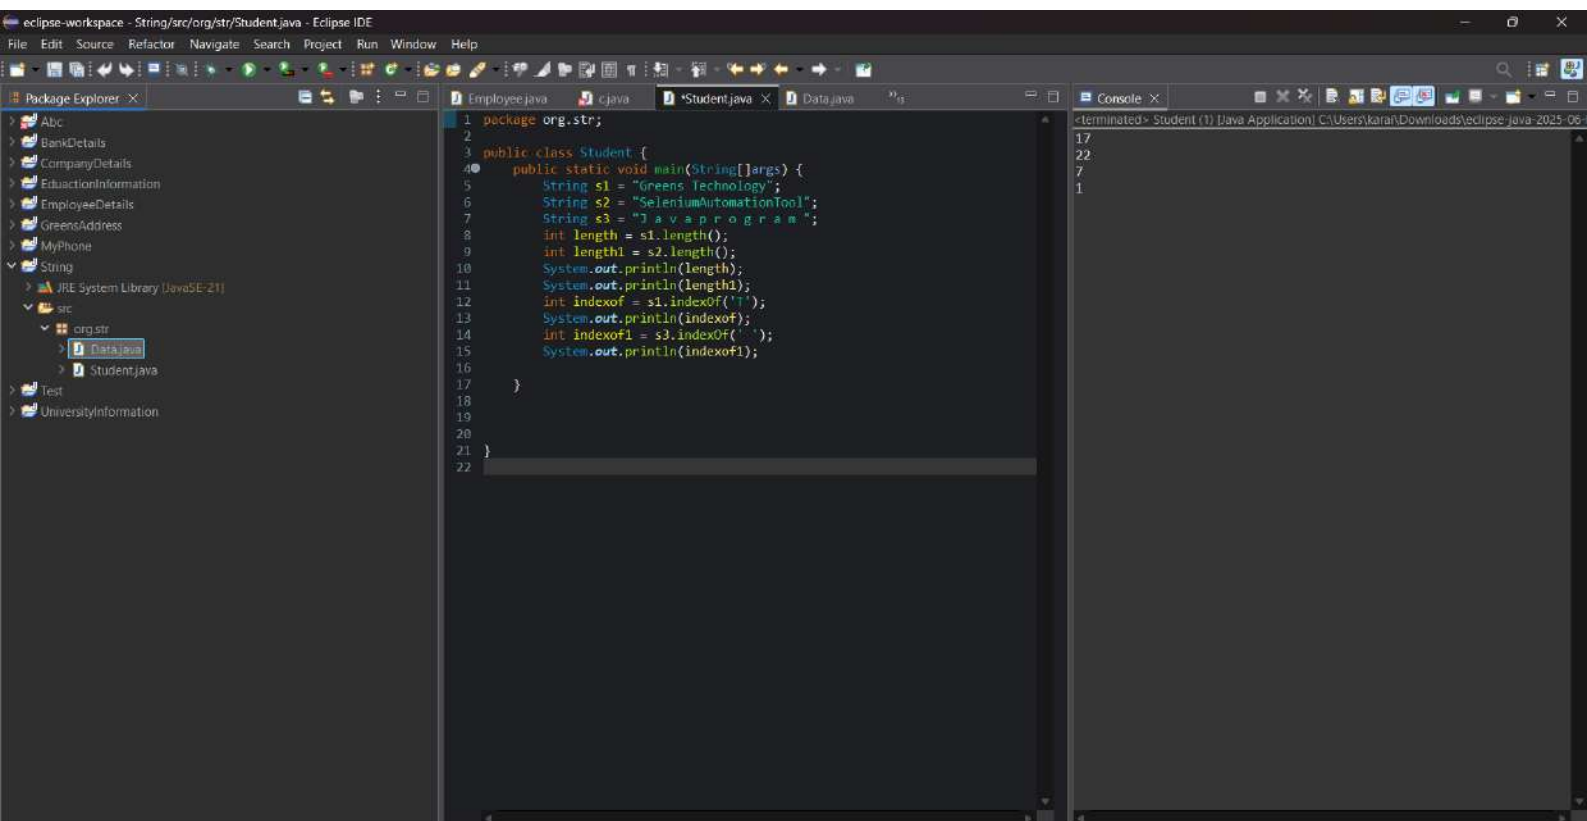 eclipse-workspace - String/src/org/str/Student.java - Eclipse IDE
File Edit Source Refactor Navigate Search Project Run Window Help
Package Explorer
Employee.java c.java *Student.java Data.java
Console
<terminated> Student (1) [Java Application] C:\Users\karai\Downloads\eclipse-java-2025-06-
Abc
BankDetails
CompanyDetails
EduactionInformation
EmployeeDetails
GreensAddress
MyPhone
String
JRE System Library [JavaSE-21]
src
org.str
Data.java
Student.java
Test
UniversityInformation
1 package org.str;
2
3 public class Student {
4 public static void main(String[]args) {
5 String s1 = "Greens Technology";
6 String s2 = "SeleniumAutomationTool";
7 String s3 = "J a v a p r o g r a m ";
8 int length = s1.length();
9 int length1 = s2.length();
10 System.out.println(length);
11 System.out.println(length1);
12 int indexof = s1.indexOf('T');
13 System.out.println(indexof);
14 int indexof1 = s3.indexOf(' ');
15 System.out.println(indexof1);
16
17 }
18
19
20
21 }
22
17
22
7
1